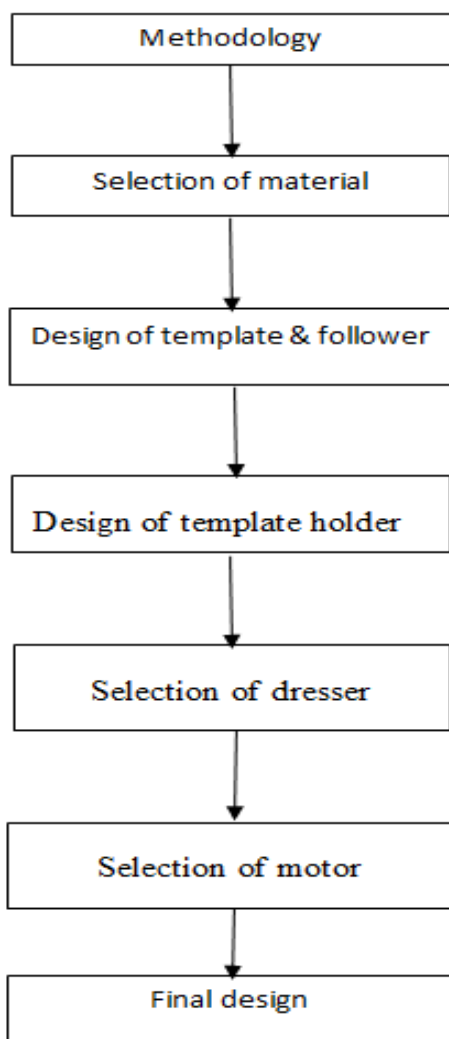 Methodology
Selection of material
Design of template & follower
Design of template holder
Selection of dresser
Selection of motor
Final design